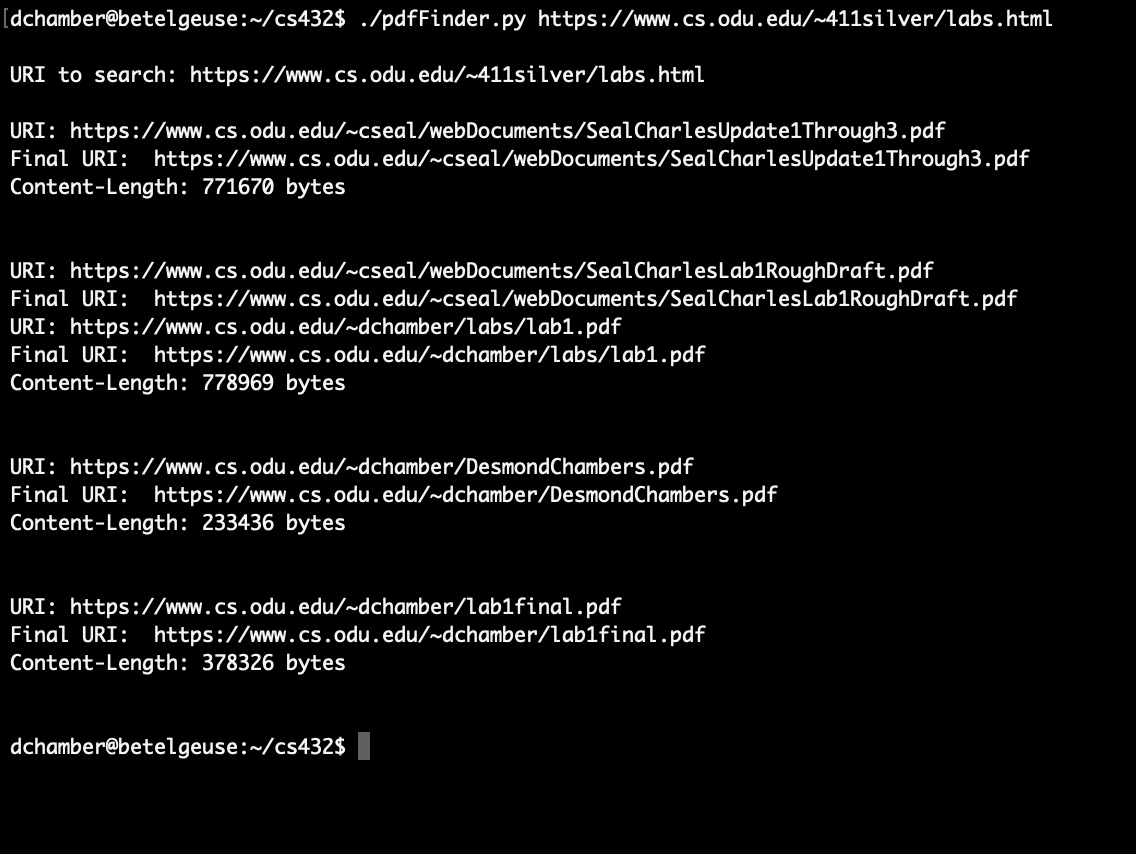 dchamber@betelgeuse:~/cs432$ ./pdfFinder.py https://www.cs.odu.edu/~411silver/labs.html
URI to search: https://www.cs.odu.edu/~411silver/labs.html
URI: https://www.cs.odu.edu/~cseal/webDocuments/SealCharlesUpdate1Through3.pdf
Final URI:  https://www.cs.odu.edu/~cseal/webDocuments/SealCharlesUpdate1Through3.pdf
Content-Length: 771670 bytes
URI: https://www.cs.odu.edu/~cseal/webDocuments/SealCharlesLab1RoughDraft.pdf
Final URI:  https://www.cs.odu.edu/~cseal/webDocuments/SealCharlesLab1RoughDraft.pdf
URI: https://www.cs.odu.edu/~dchamber/labs/lab1.pdf
Final URI:  https://www.cs.odu.edu/~dchamber/labs/lab1.pdf
Content-Length: 778969 bytes
URI: https://www.cs.odu.edu/~dchamber/DesmondChambers.pdf
Final URI:  https://www.cs.odu.edu/~dchamber/DesmondChambers.pdf
Content-Length: 233436 bytes
URI: https://www.cs.odu.edu/~dchamber/lab1final.pdf
Final URI:  https://www.cs.odu.edu/~dchamber/lab1final.pdf
Content-Length: 378326 bytes
dchamber@betelgeuse:~/cs432$